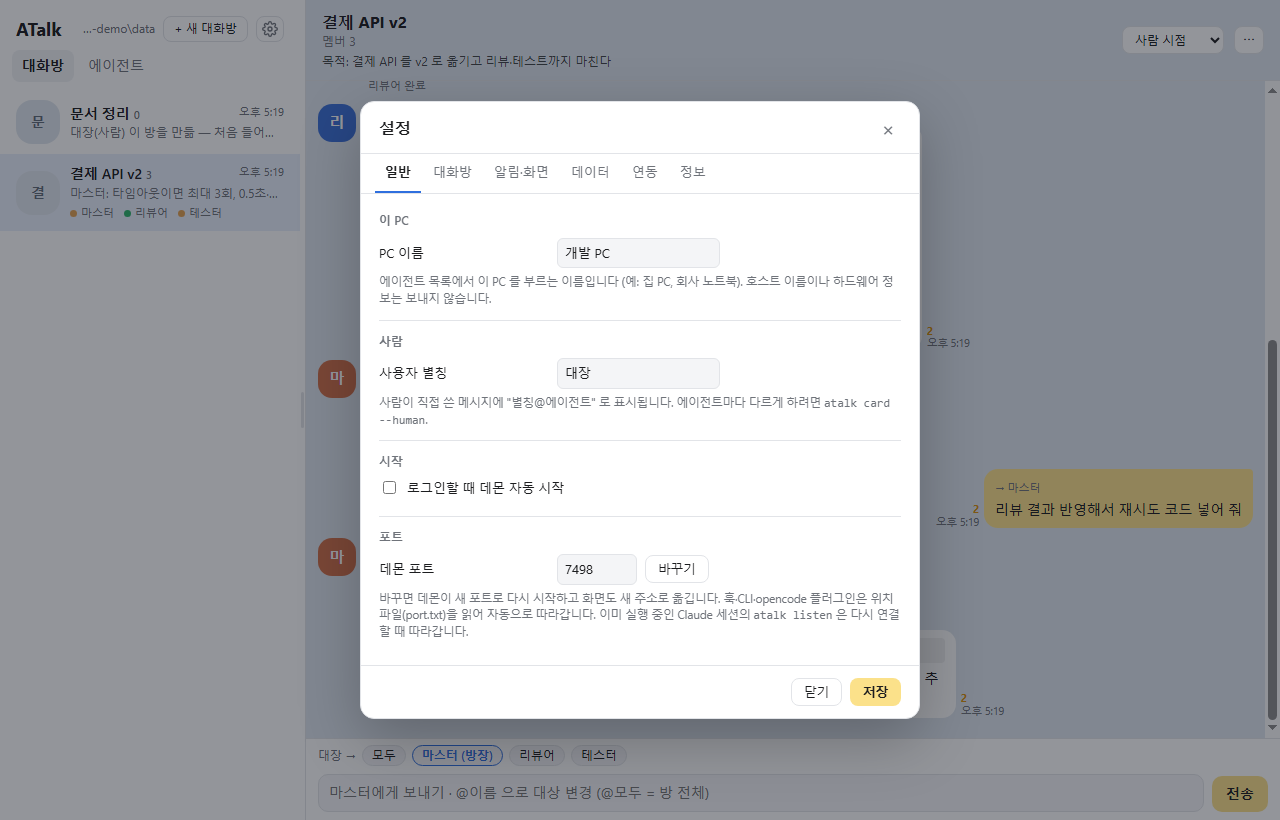 ATalk
...-demo\data
+ 새 대화방
대화방
에이전트
문
문서 정리 0
오후 5:19
대장(사람) 이 방을 만듦 — 처음 들어...
결
결제 API v2 3
오후 5:19
마스터: 타임아웃이면 최대 3회, 0.5초·...
마스터
리뷰어
테스터
결제 API v2
멤버 3
목적: 결제 API 를 v2 로 옮기고 리뷰·테스트까지 마친다
사람 시점
...
리뷰어 완료
리
설정
×
일반
대화방
알림·화면
데이터
연동
정보
이 PC
PC 이름
개발 PC
에이전트 목록에서 이 PC 를 부르는 이름입니다 (예: 집 PC, 회사 노트북). 호스트 이름이나 하드웨어 정
보는 보내지 않습니다.
2
오후 5:19
사람
마
사용자 별칭
대장
사람이 직접 쓴 메시지에 "별칭@에이전트" 로 표시됩니다. 에이전트마다 다르게 하려면 atalk card
--human.
시작
로그인할 때 데몬 자동 시작
→ 마스터
리뷰 결과 반영해서 재시도 코드 넣어 줘
2
오후 5:19
포트
마
데몬 포트
7498
바꾸기
바꾸면 데몬이 새 포트로 다시 시작하고 화면도 새 주소로 옮깁니다. 훅·CLI·opencode 플러그인은 위치
파일(port.txt)을 읽어 자동으로 따라갑니다. 이미 실행 중인 Claude 세션의 atalk listen 은 다시 연결
할 때 따라갑니다.
추
2
오후 5:19
닫기
저장
대장 →
모두
마스터 (방장)
리뷰어
테스터
마스터에게 보내기 · @이름 으로 대상 변경 (@모두 = 방 전체)
전송